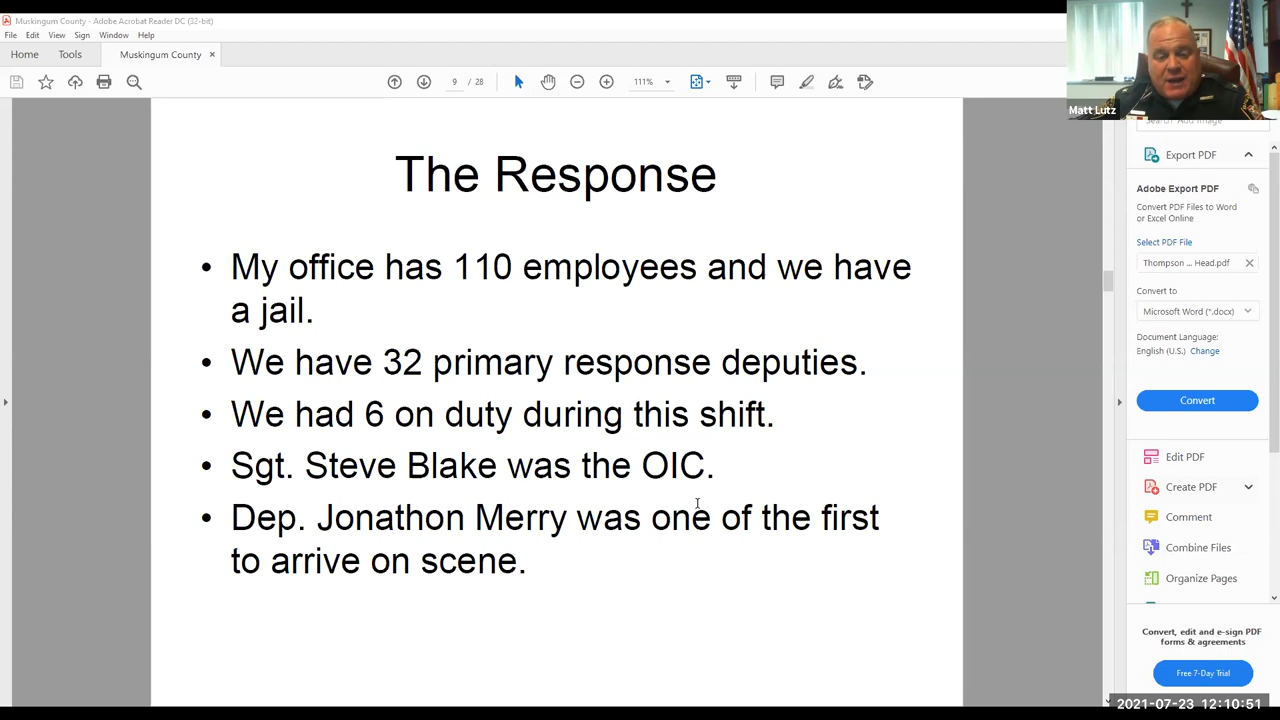 Muskingum County - Adobe Acrobat Reader DC (32-bit)
File Edit View Sign Window Help
Home Tools Muskingum County ×
9 / 28 111%
Matt Lutz
The Response
• My office has 110 employees and we have
a jail.
• We have 32 primary response deputies.
• We had 6 on duty during this shift.
• Sgt. Steve Blake was the OIC.
• Dep. Jonathon Merry was one of the first
to arrive on scene.
Search 'Add Image'
Export PDF
Adobe Export PDF
Convert PDF Files to Word
or Excel Online
Select PDF File
Thompson ... Head.pdf
Convert to
Microsoft Word (*.docx)
Document Language:
English (U.S.) Change
Convert
Edit PDF
Create PDF
Comment
Combine Files
Organize Pages
Convert, edit and e-sign PDF
forms & agreements
Free 7-Day Trial
2021-07-23 12:10:51